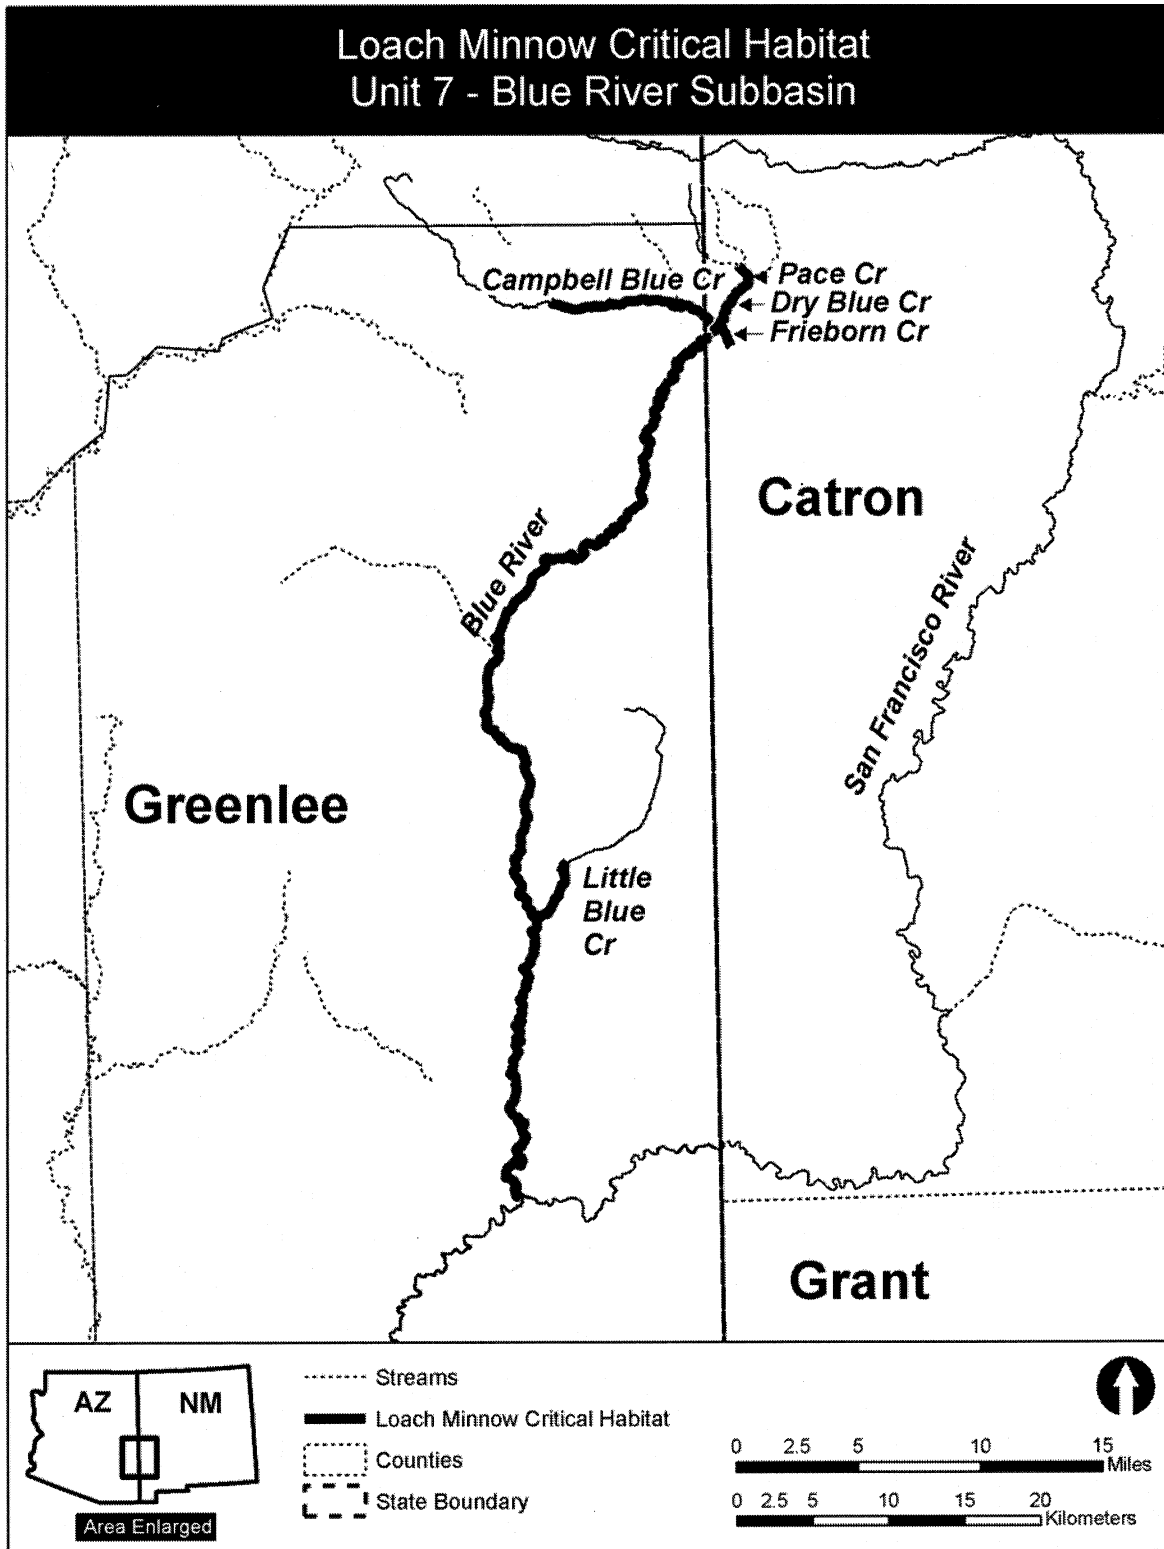 Loach Minnow Critical Habitat
Unit 7 - Blue River Subbasin
Campbell Blue Cr
Pace Cr
Dry Blue Cr
Frieborn Cr
Catron
Blue River
San Francisco River
Greenlee
Little
Blue
Cr
Grant
AZ
NM
Area Enlarged
Streams
Loach Minnow Critical Habitat
Counties
State Boundary
0 2.5 5 10 15
Miles
0 2.5 5 10 15 20
Kilometers